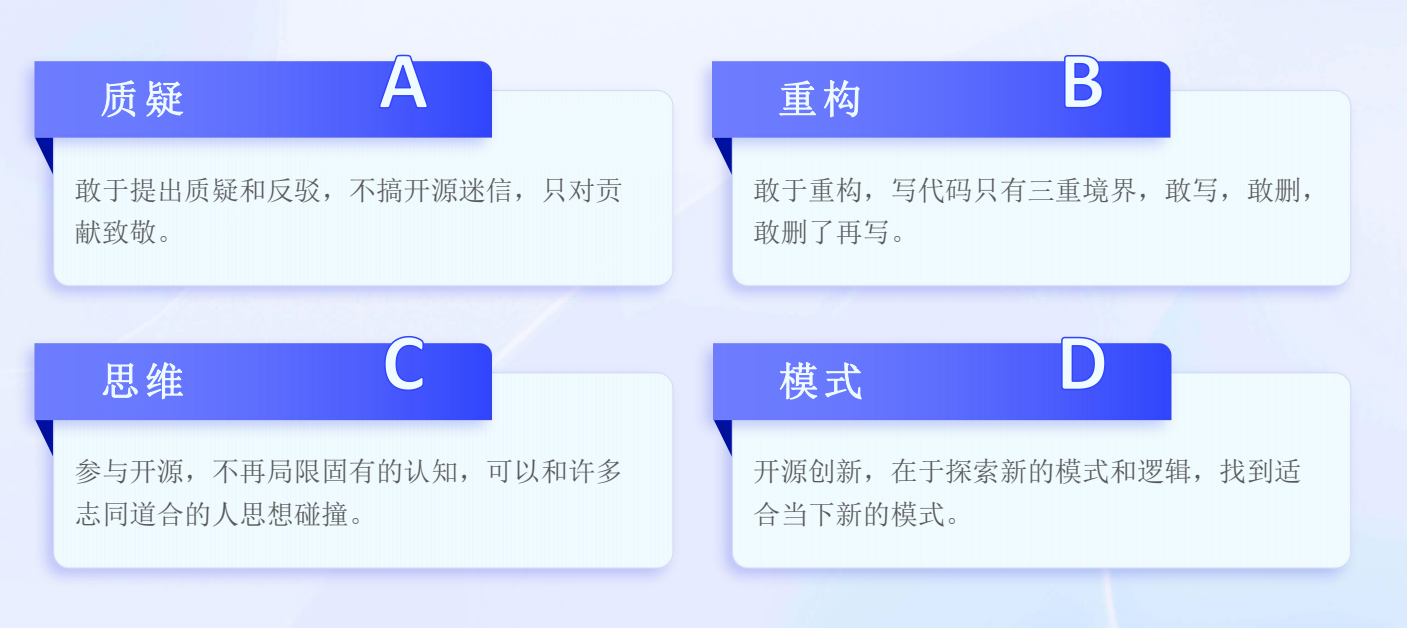 质疑
A
敢于提出质疑和反驳，不搞开源迷信，只对贡
献致敬。
重构
B
敢于重构，写代码只有三重境界，敢写，敢删，
敢删了再写。
思维
C
参与开源，不再局限固有的认知，可以和许多
志同道合的人思想碰撞。
模式
D
开源创新，在于探索新的模式和逻辑，找到适
合当下新的模式。